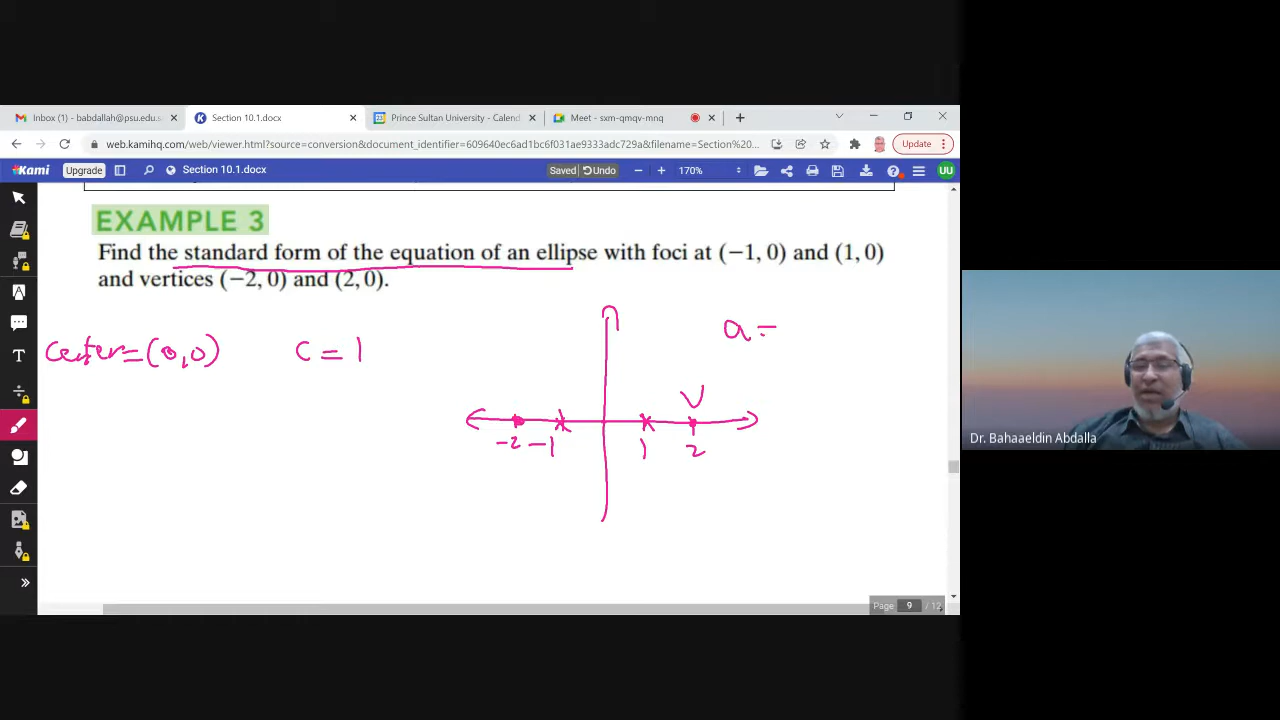 Inbox (1) - babdallah@psu.edu.s
Section 10.1.docx
Prince Sultan University - Calend
Meet - sxm-qmqv-mnq
web.kamihq.com/web/viewer.html?source=conversion&document_identifier=609640ec6ad1bc6f031ae9333adc729a&filename=Section%20...
Update
Kami
Upgrade
Section 10.1.docx
Saved Undo
170%
UU
EXAMPLE 3
Find the standard form of the equation of an ellipse with foci at (−1, 0) and (1, 0)
and vertices (−2, 0) and (2, 0).
a =
center = (0,0) c = 1
V
-2 -1 1 2
Dr. Bahaaeldin Abdalla
Page 9 / 12